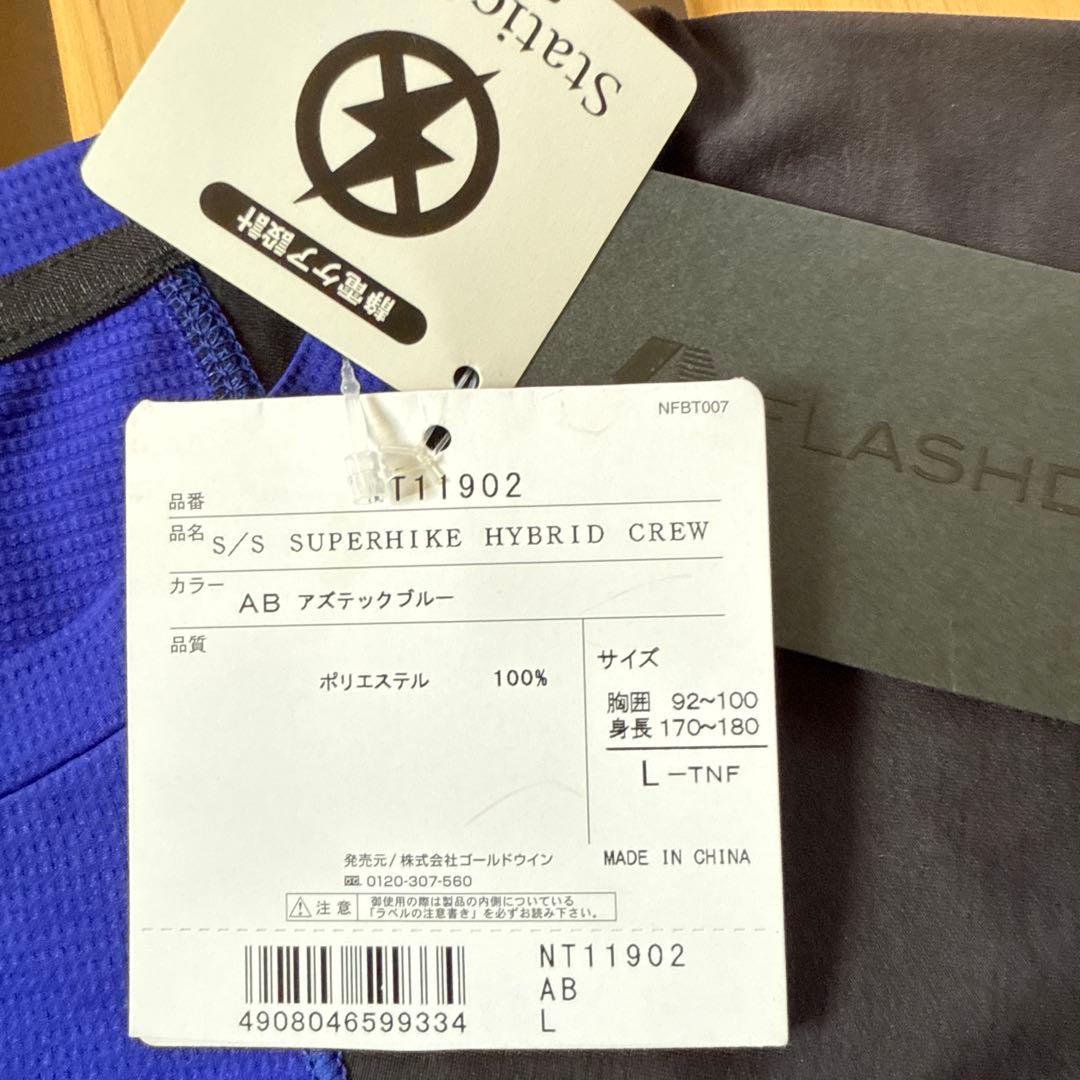 Static
静電ケア設計
FLASHD
NFBT007
品番 NT11902
品名 S/S SUPERHIKE HYBRID CREW
カラー AB アズテックブルー
品質
ポリエステル 100%
サイズ
胸囲 92~100
身長 170~180
L-TNF
MADE IN CHINA
発売元/株式会社ゴールドウイン
0120-307-560
注意 御使用の際は製品の内側についている
「ラベルの注意書き」を必ずお読み下さい。
4908046599334
NT11902
AB
L